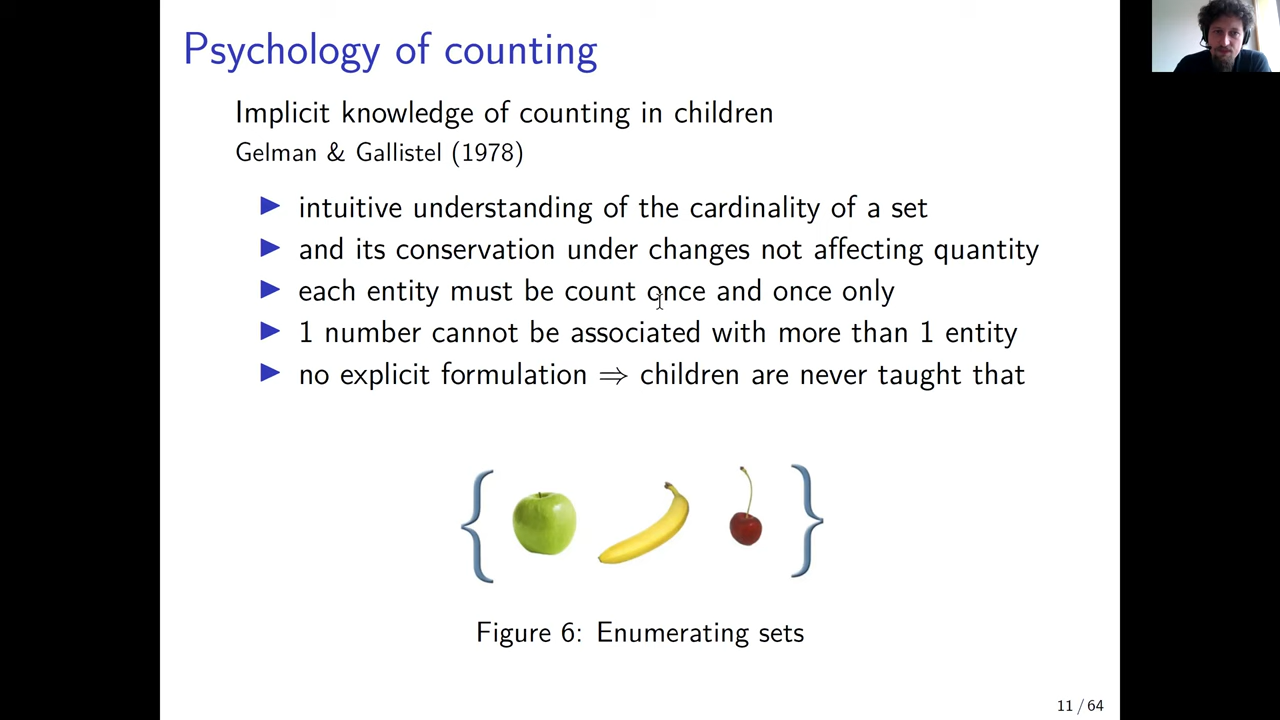 Psychology of counting
Implicit knowledge of counting in children
Gelman & Gallistel (1978)
▶ intuitive understanding of the cardinality of a set
▶ and its conservation under changes not affecting quantity
▶ each entity must be count once and once only
▶ 1 number cannot be associated with more than 1 entity
▶ no explicit formulation ⇒ children are never taught that
Figure 6: Enumerating sets
11 / 64